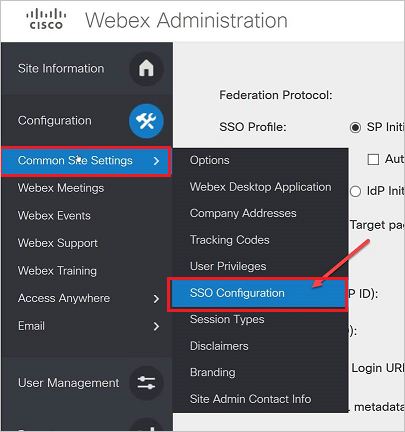 CISCO
Webex Administration
Site Information
Configuration
Common Site Settings
Webex Meetings
Webex Events
Webex Support
Webex Training
Access Anywhere
Email
User Management
Options
Webex Desktop Application
Company Addresses
Tracking Codes
User Privileges
SSO Configuration
Session Types
Disclaimers
Branding
Site Admin Contact Info
Federation Protocol:
SSO Profile:
SP Initi
Aut
IdP Init
Target pa
P ID):
):
Login UR
metadata